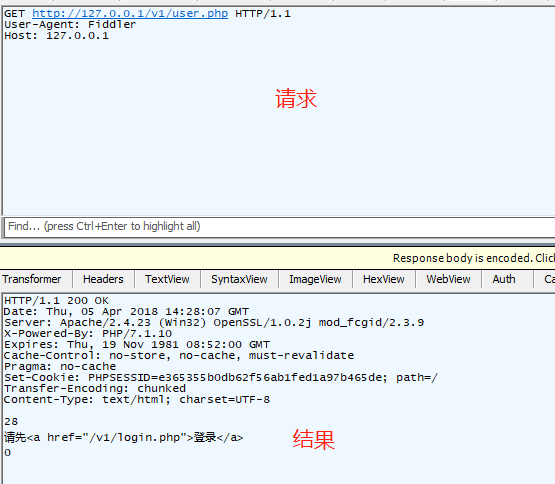 GET http://127.0.0.1/v1/user.php HTTP/1.1
User-Agent: Fiddler
Host: 127.0.0.1
请求
Find... (press Ctrl+Enter to highlight all)
Response body is encoded. Clic
Transformer Headers TextView SyntaxView ImageView HexView WebView Auth Ca
HTTP/1.1 200 OK
Date: Thu, 05 Apr 2018 14:28:07 GMT
Server: Apache/2.4.23 (Win32) OpenSSL/1.0.2j mod_fcgid/2.3.9
X-Powered-By: PHP/7.1.10
Expires: Thu, 19 Nov 1981 08:52:00 GMT
Cache-Control: no-store, no-cache, must-revalidate
Pragma: no-cache
Set-Cookie: PHPSESSID=e365355b0db62f56ab1fed1a97b465de; path=/
Transfer-Encoding: chunked
Content-Type: text/html; charset=UTF-8
28
请先<a href="/v1/login.php">登录</a>
结果
0